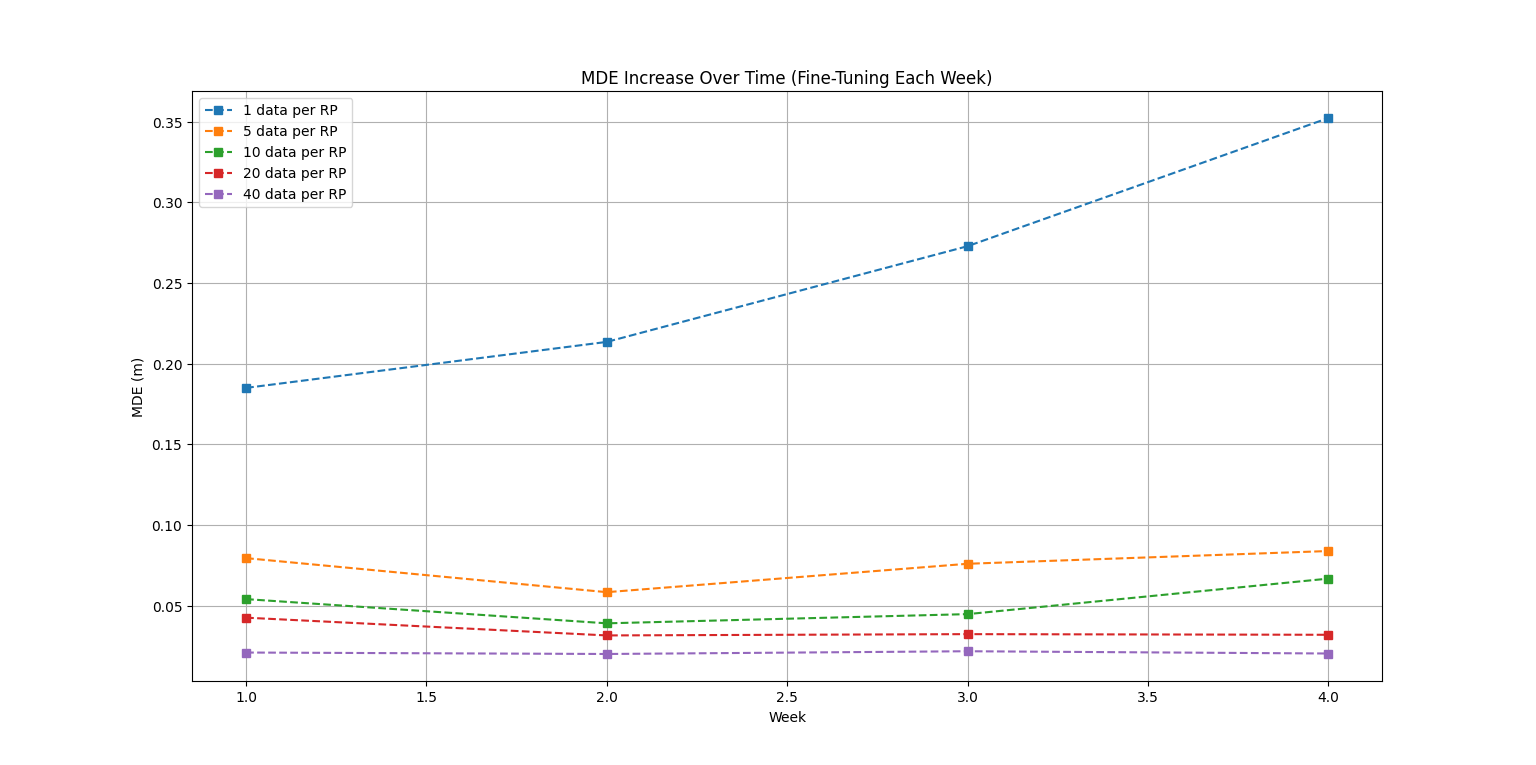 MDE Increase Over Time (Fine-Tuning Each Week)
1 data per RP
5 data per RP
10 data per RP
20 data per RP
40 data per RP
MDE (m)
0.35
0.30
0.25
0.20
0.15
0.10
0.05
1.0 1.5 2.0 2.5 3.0 3.5 4.0
Week